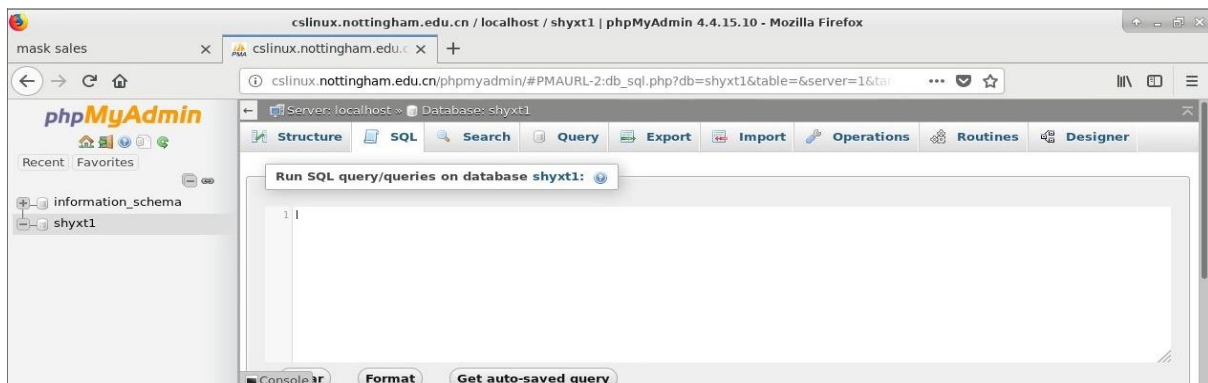 cslinux.nottingham.edu.cn / localhost / shyxt1 | phpMyAdmin 4.4.15.10 - Mozilla Firefox
mask sales
cslinux.nottingham.edu.c
cslinux.nottingham.edu.cn/phpmyadmin/#PMAURL-2:db_sql.php?db=shyxt1&table=&server=1&tar
phpMyAdmin
Server: localhost » Database: shyxt1
Structure SQL Search Query Export Import Operations Routines Designer
Recent Favorites
Run SQL query/queries on database shyxt1:
information_schema
shyxt1
1
Console
Format Get auto-saved query